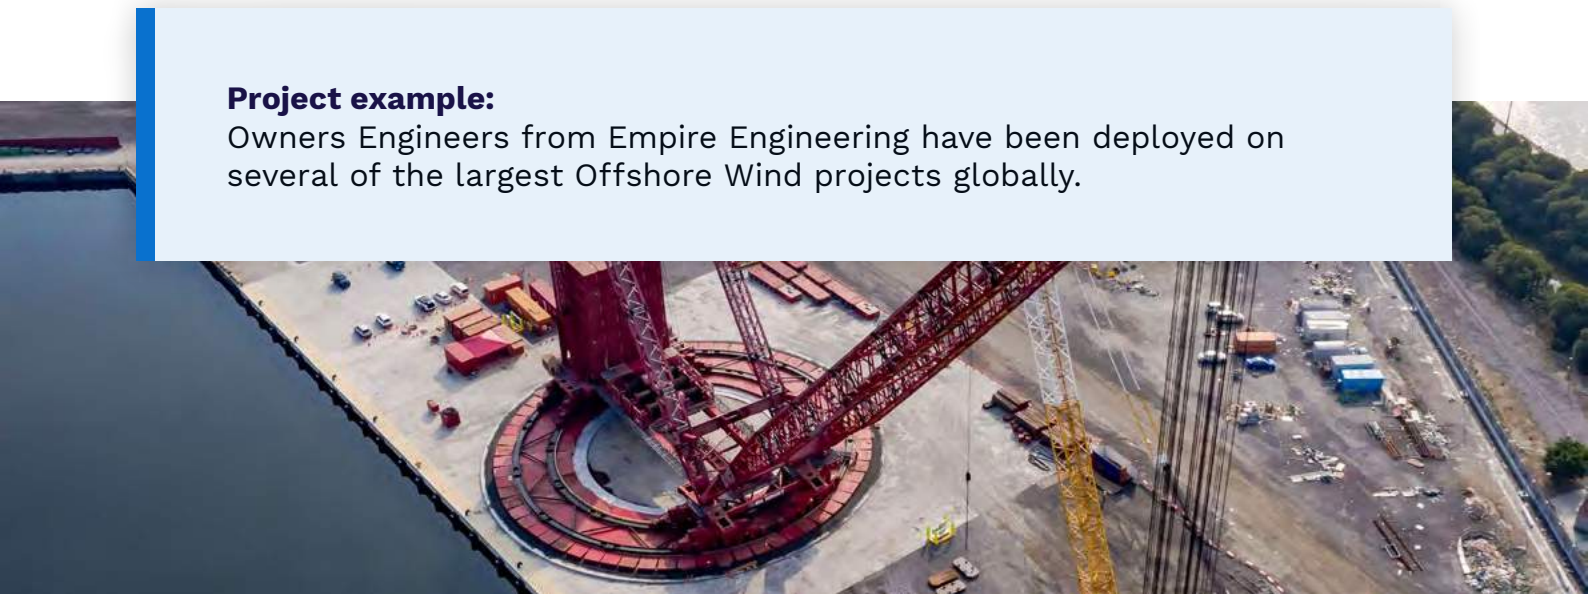 Project example:
Owners Engineers from Empire Engineering have been deployed on
several of the largest Offshore Wind projects globally.